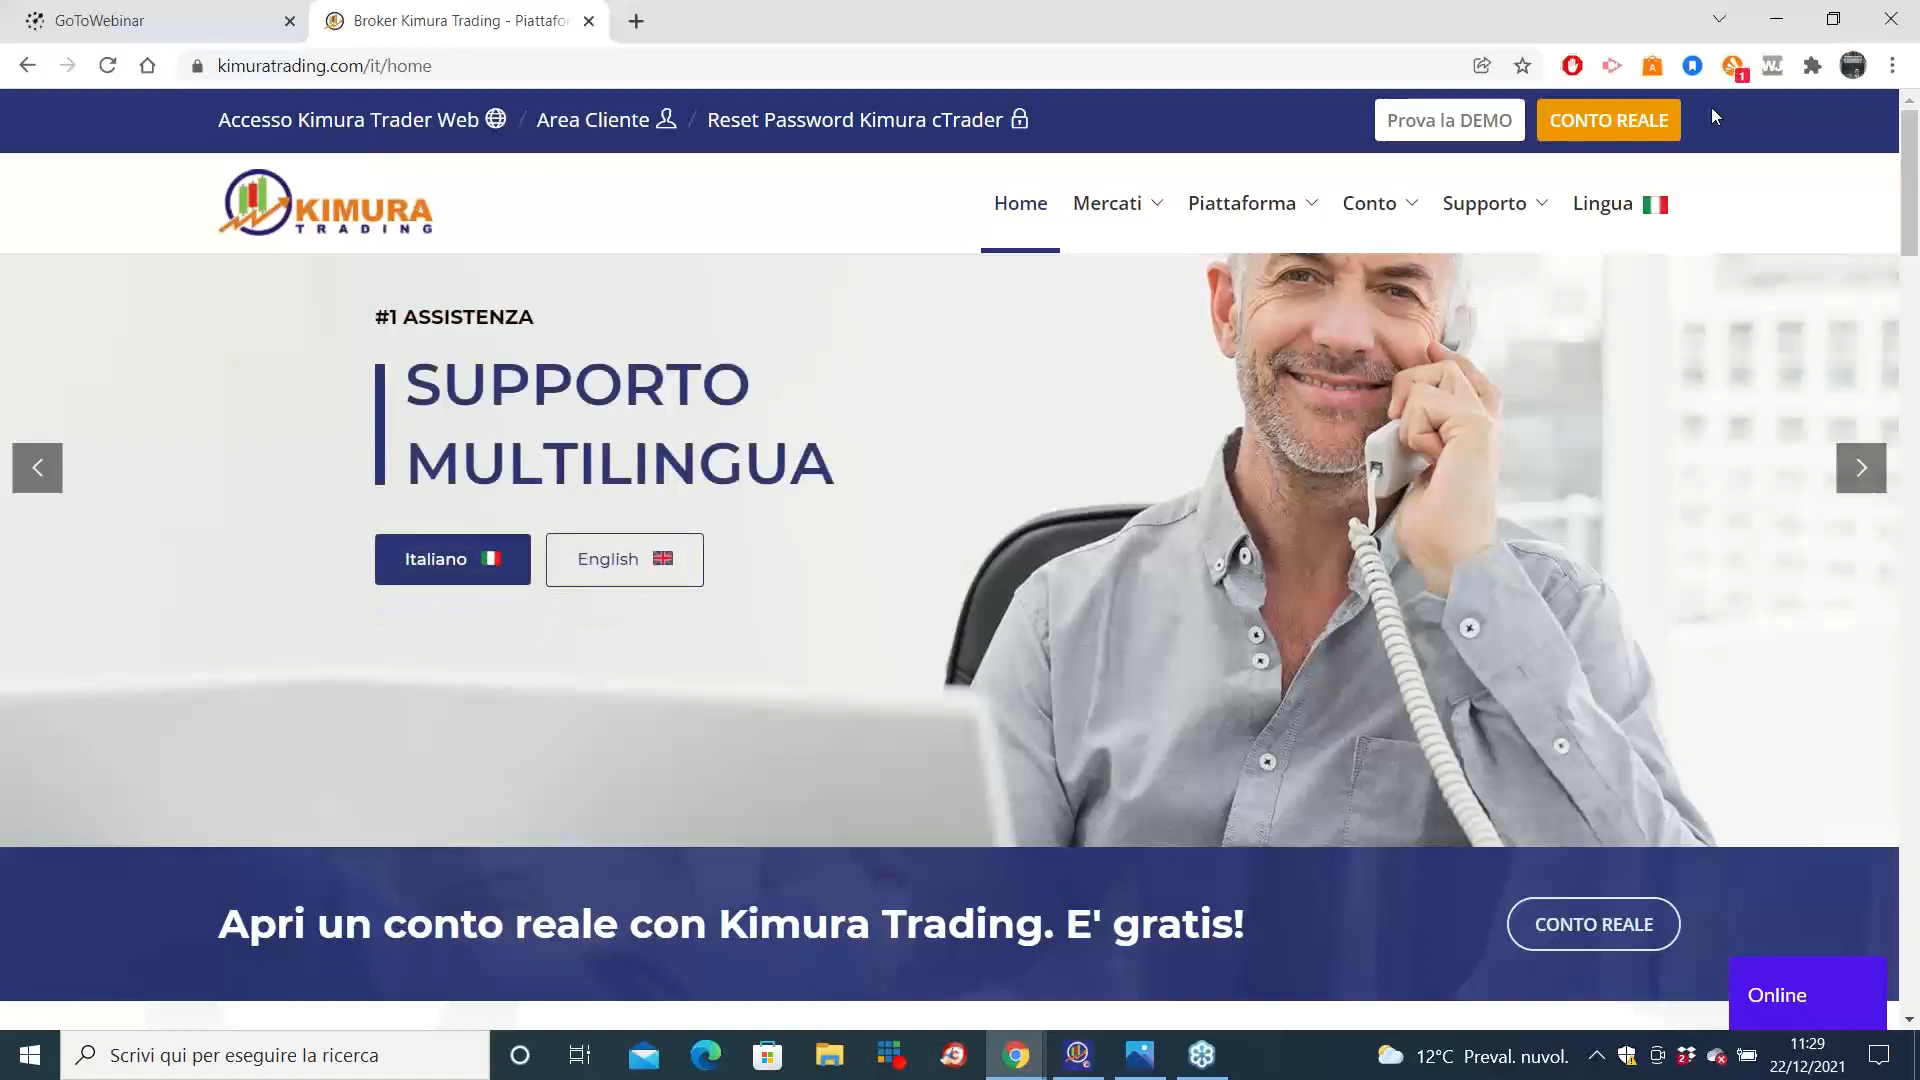 GoToWebinar
Broker Kimura Trading - Piattafo
kimuratrading.com/it/home
1
Accesso Kimura Trader Web / Area Cliente / Reset Password Kimura cTrader
Prova la DEMO
CONTO REALE
KIMURA
TRADING
Home
Mercati
Piattaforma
Conto
Supporto
Lingua
#1 ASSISTENZA
SUPPORTO
MULTILINGUA
Italiano
English
Apri un conto reale con Kimura Trading. E' gratis!
CONTO REALE
Online
Scrivi qui per eseguire la ricerca
12°C Preval. nuvol.
11:29
22/12/2021